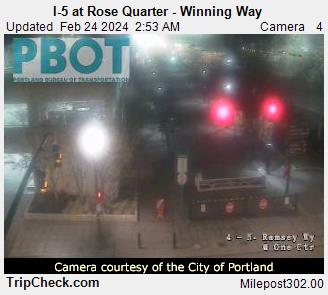 I-5 at Rose Quarter - Winning Way
Updated Feb 24 2024 2:53 AM Camera 4
PBOT
PORTLAND BUREAU OF TRANSPORTATION
4 - N. Ramsey Wy
@ One Ctr
Camera courtesy of the City of Portland
TripCheck.com Milepost302.00